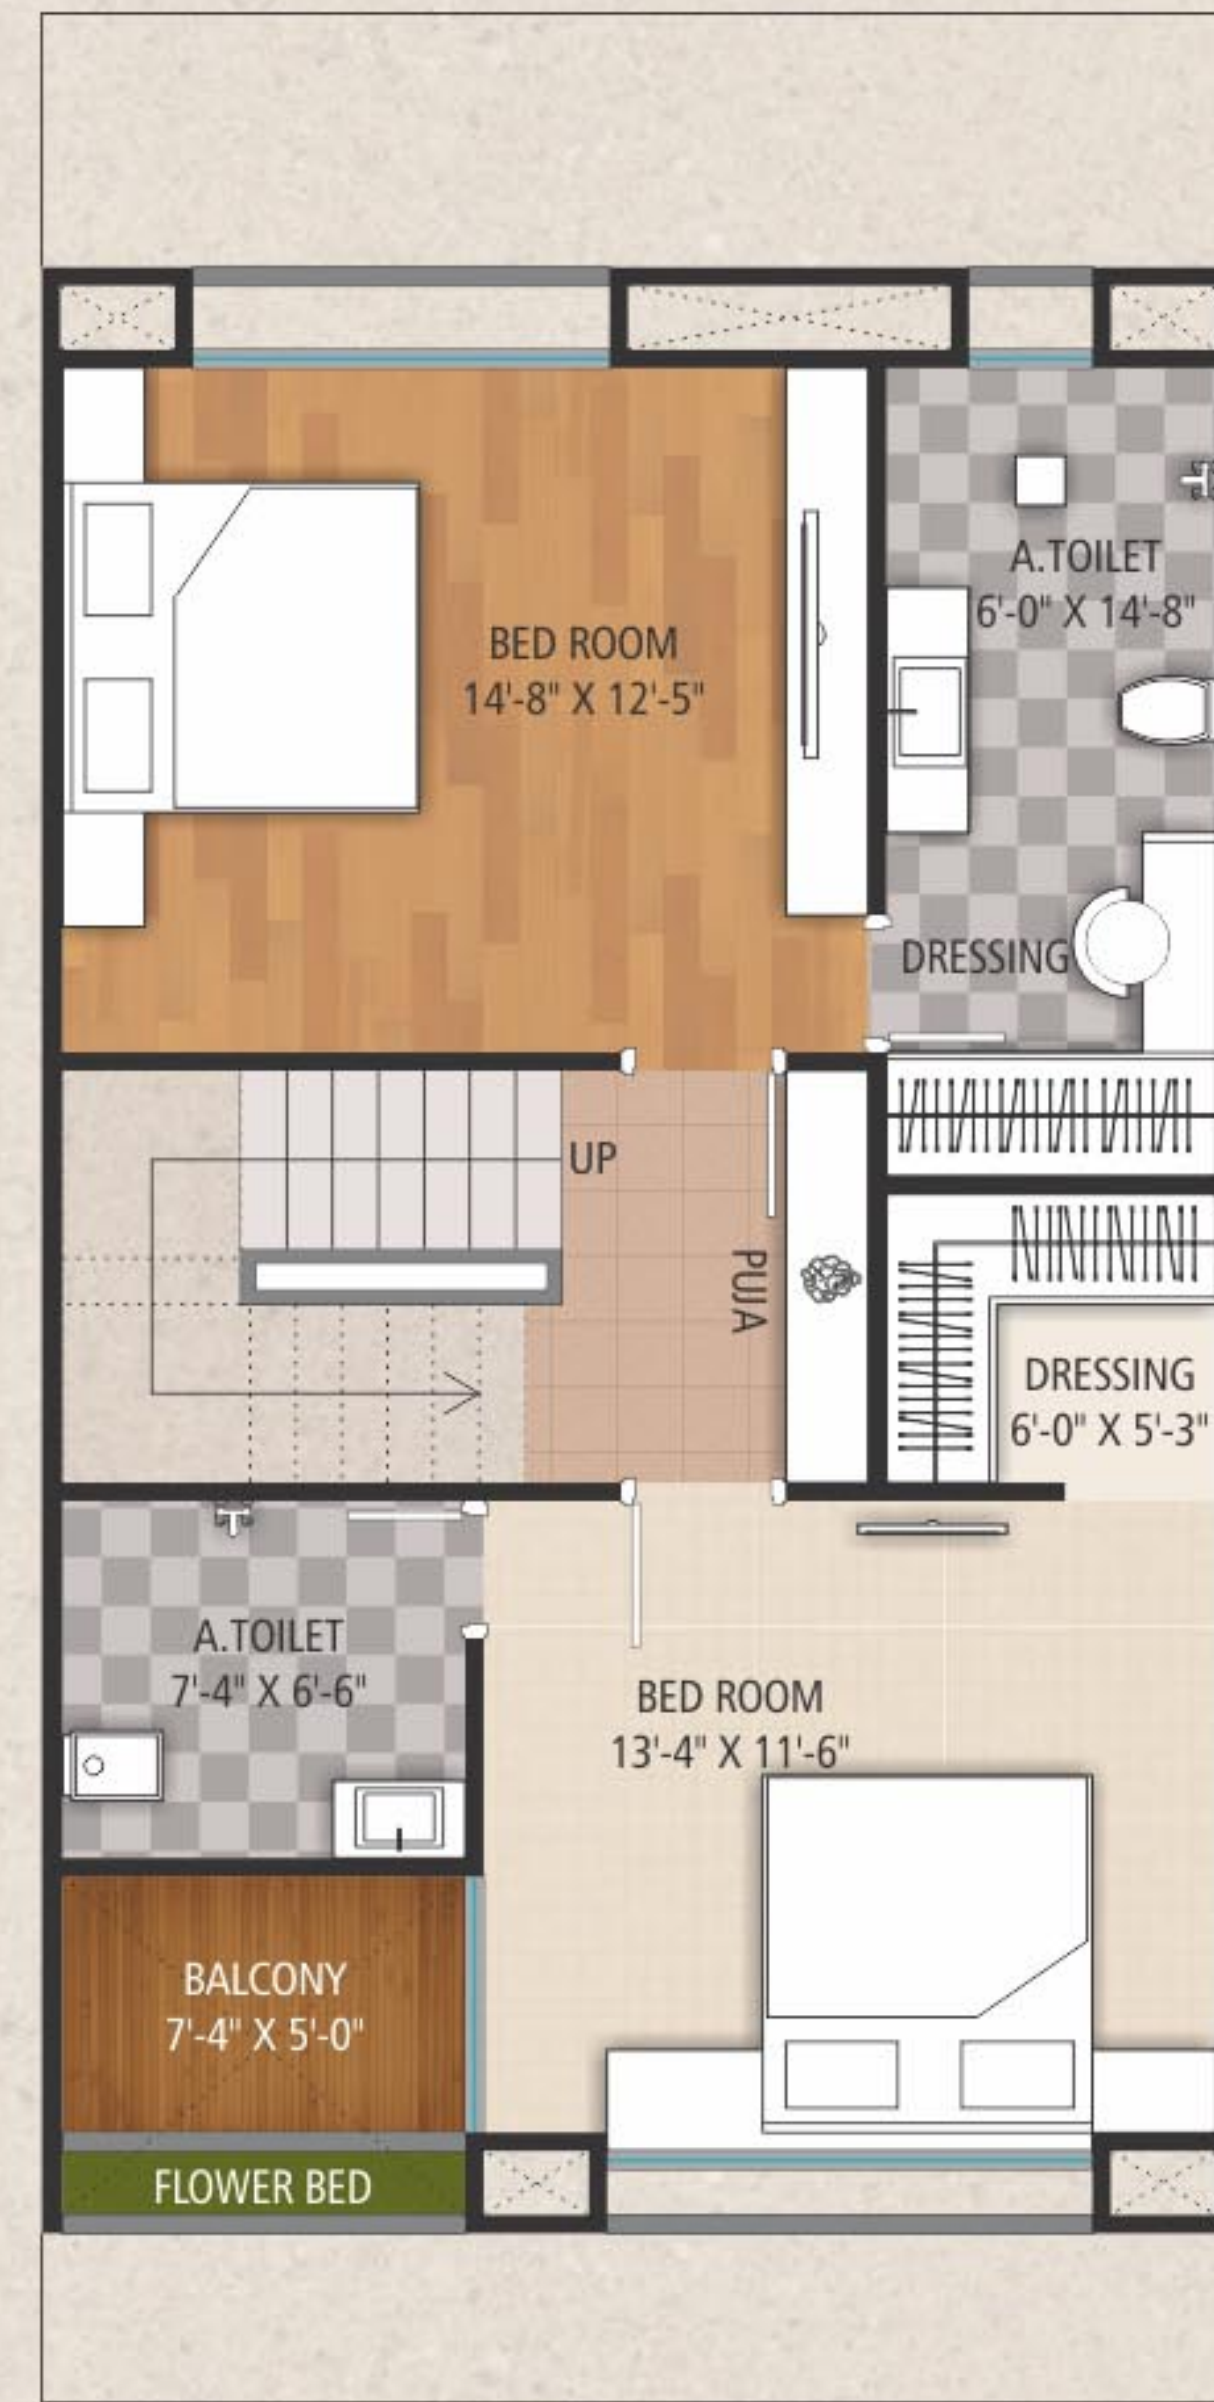 BED ROOM
14'-8" X 12'-5"
A.TOILET
6'-0" X 14'-8"
DRESSING
UP
PUJA
DRESSING
6'-0" X 5'-3"
A.TOILET
7'-4" X 6'-6"
BED ROOM
13'-4" X 11'-6"
BALCONY
7'-4" X 5'-0"
FLOWER BED